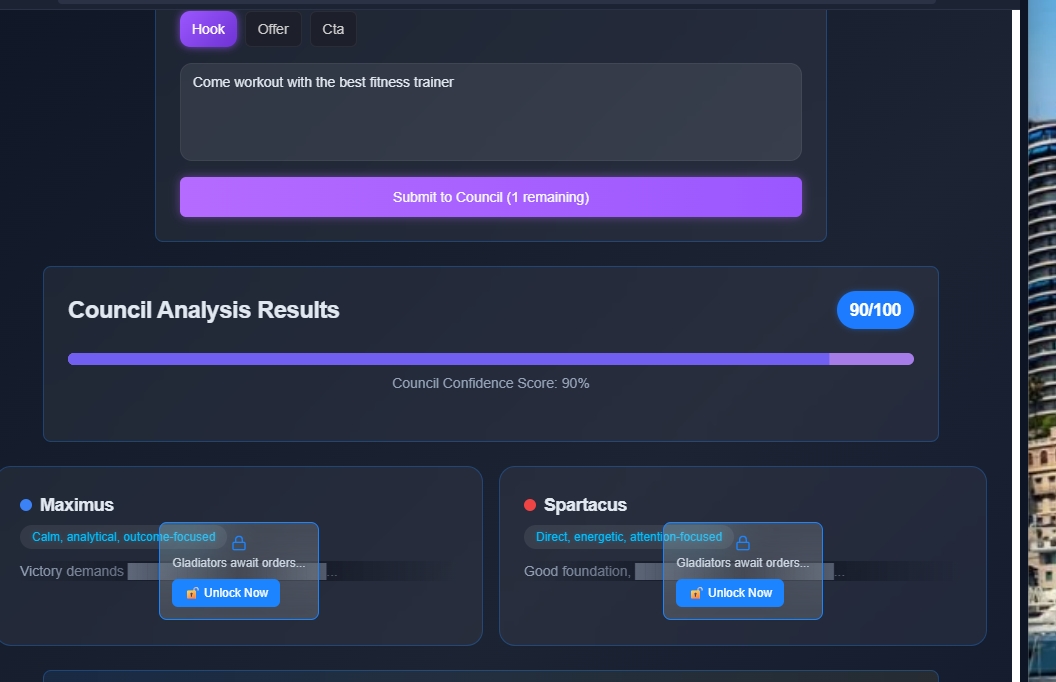 Hook Offer Cta
Come workout with the best fitness trainer
Submit to Council (1 remaining)
Council Analysis Results
90/100
Council Confidence Score: 90%
Maximus
Calm, analytical, outcome-focused
Victory demands
...
Gladiators await orders...
Unlock Now
Spartacus
Direct, energetic, attention-focused
Good foundation,
...
Gladiators await orders...
Unlock Now